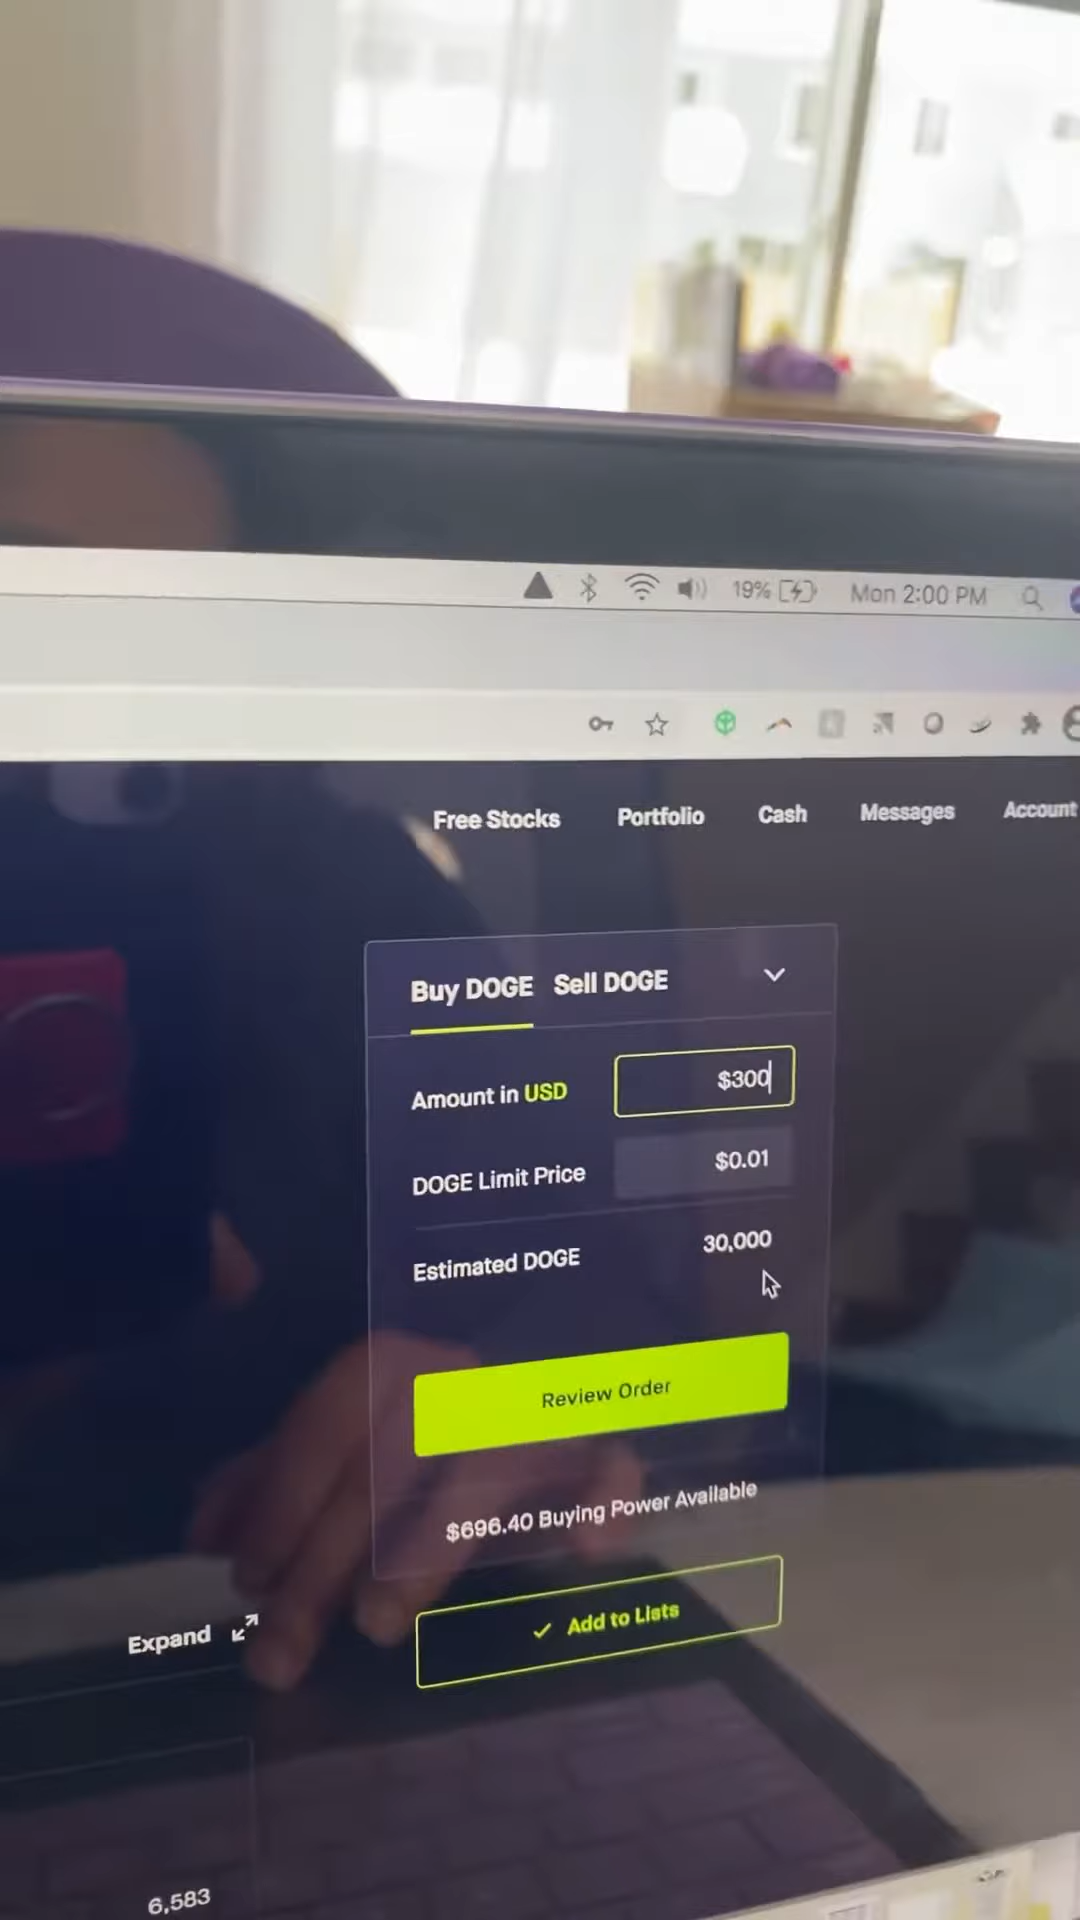 19% Mon 2:00 PM
Free Stocks Portfolio Cash Messages Account
Buy DOGE Sell DOGE
Amount in USD $300
DOGE Limit Price $0.01
Estimated DOGE 30,000
Review Order
$696.40 Buying Power Available
Add to Lists
Expand
6,583